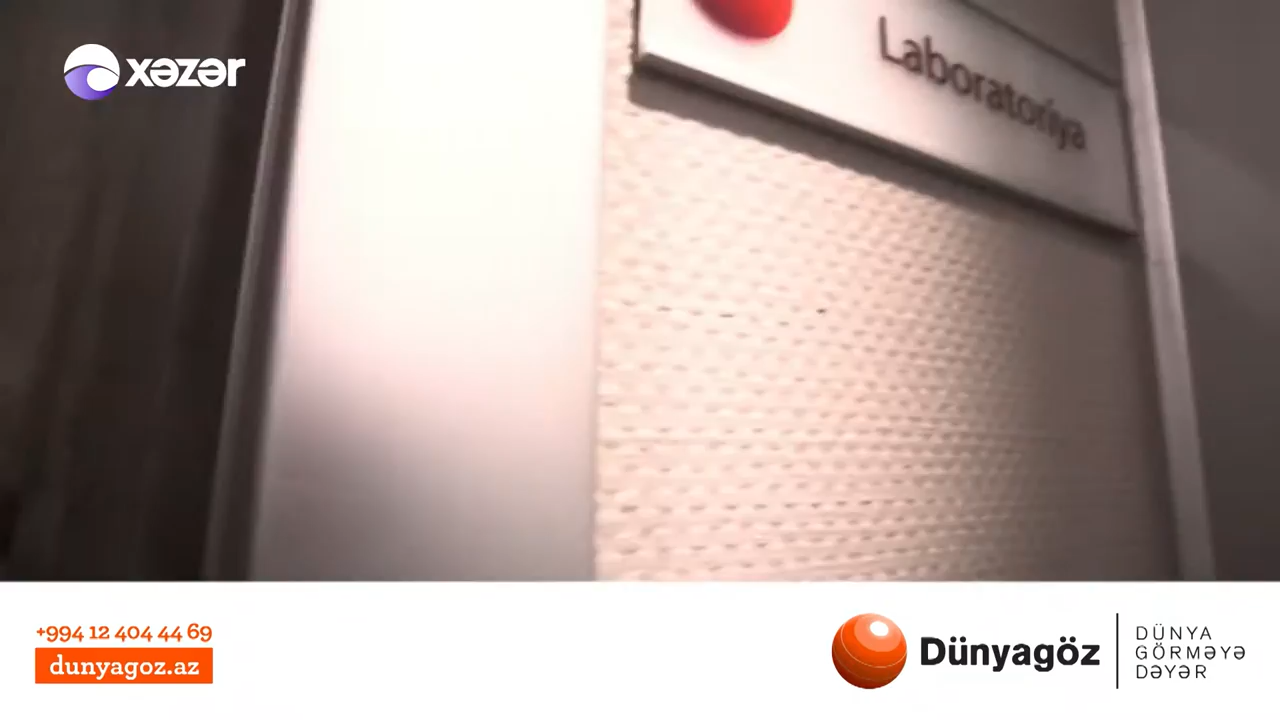 xəzər
Laboratoriya
+994 12 404 44 69
dunyagoz.az
Dünyagöz
DÜNYA
GÖRMƏYƏ
DƏYƏR